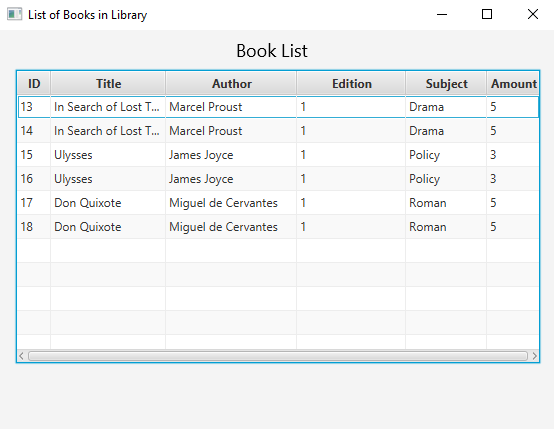 List of Books in Library
Book List
ID Title Author Edition Subject Amount
13 In Search of Lost T... Marcel Proust 1 Drama 5
14 In Search of Lost T... Marcel Proust 1 Drama 5
15 Ulysses James Joyce 1 Policy 3
16 Ulysses James Joyce 1 Policy 3
17 Don Quixote Miguel de Cervantes 1 Roman 5
18 Don Quixote Miguel de Cervantes 1 Roman 5